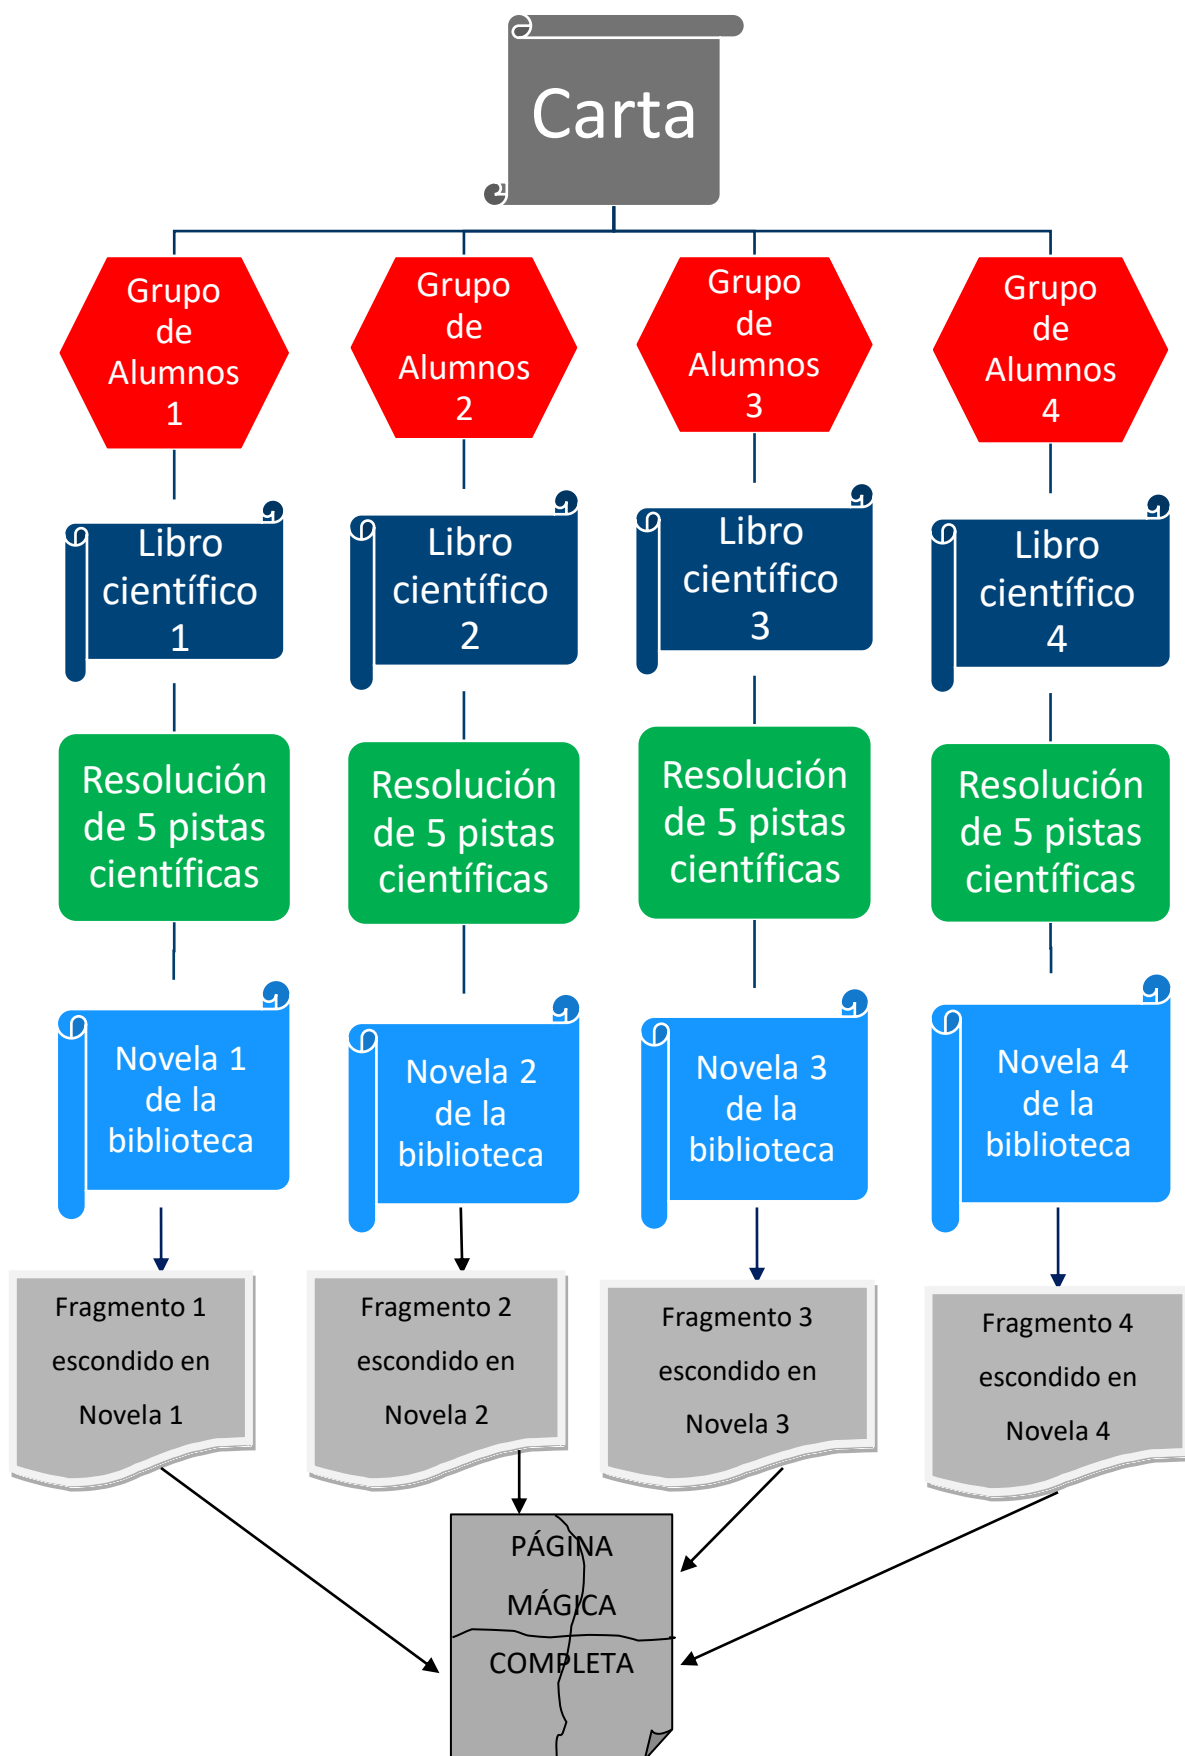 Carta
Grupo
de
Alumnos
1
Grupo
de
Alumnos
2
Grupo
de
Alumnos
3
Grupo
de
Alumnos
4
Libro
científico
1
Libro
científico
2
Libro
científico
3
Libro
científico
4
Resolución
de 5 pistas
científicas
Resolución
de 5 pistas
científicas
Resolución
de 5 pistas
científicas
Resolución
de 5 pistas
científicas
Novela 1
de la
biblioteca
Novela 2
de la
biblioteca
Novela 3
de la
biblioteca
Novela 4
de la
biblioteca
Fragmento 1
escondido en
Novela 1
Fragmento 2
escondido en
Novela 2
Fragmento 3
escondido en
Novela 3
Fragmento 4
escondido en
Novela 4
PÁGINA
MÁGICA
COMPLETA